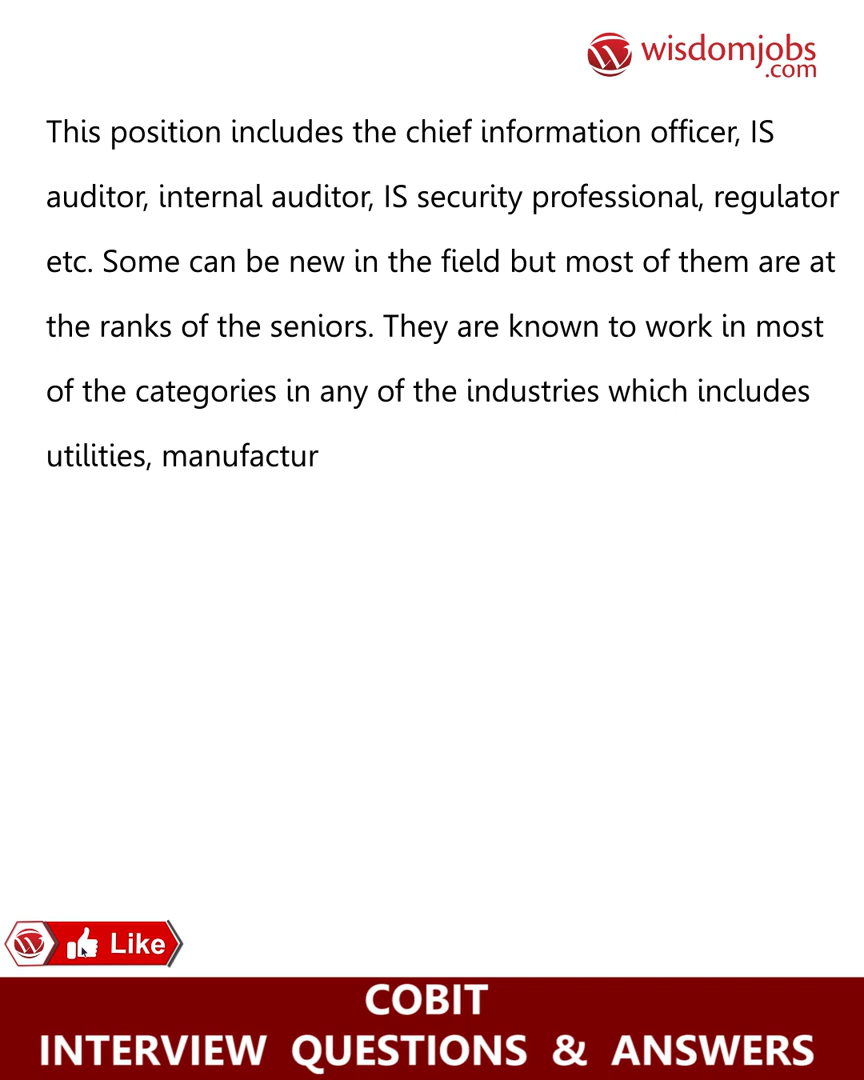 wisdomjobs
.com
This position includes the chief information officer, IS
auditor, internal auditor, IS security professional, regulator
etc. Some can be new in the field but most of them are at
the ranks of the seniors. They are known to work in most
of the categories in any of the industries which includes
utilities, manufactur
Like
COBIT
INTERVIEW QUESTIONS & ANSWERS